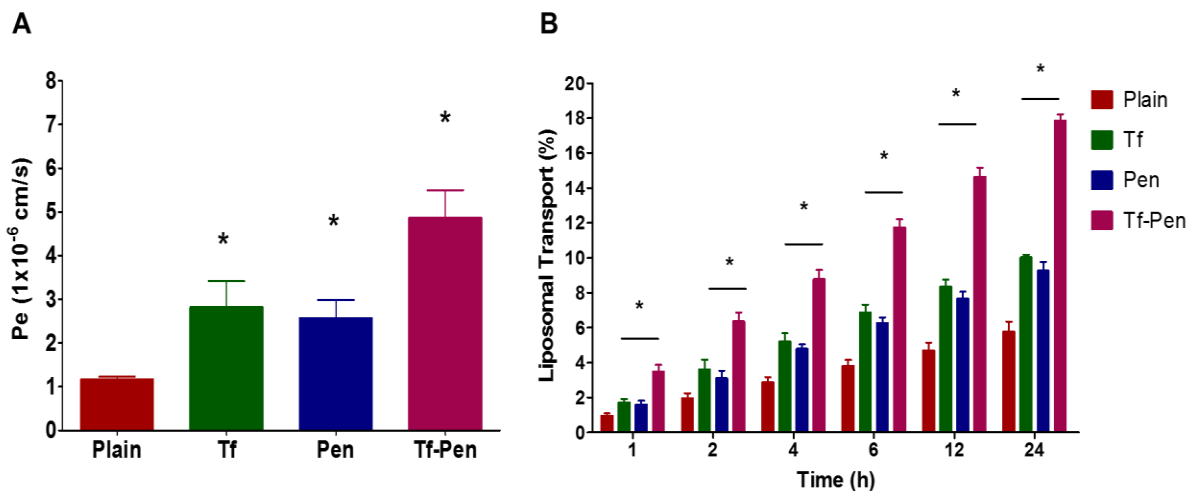 A
Pe (1x10⁻⁶ cm/s)
8
7
6
5
4
3
2
1
0
*
*
*
Plain
Tf
Pen
Tf-Pen
B
Liposomal Transport (%)
20
18
16
14
12
10
8
6
4
2
0
*
*
*
*
*
*
1
2
4
6
12
24
Time (h)
Plain
Tf
Pen
Tf-Pen